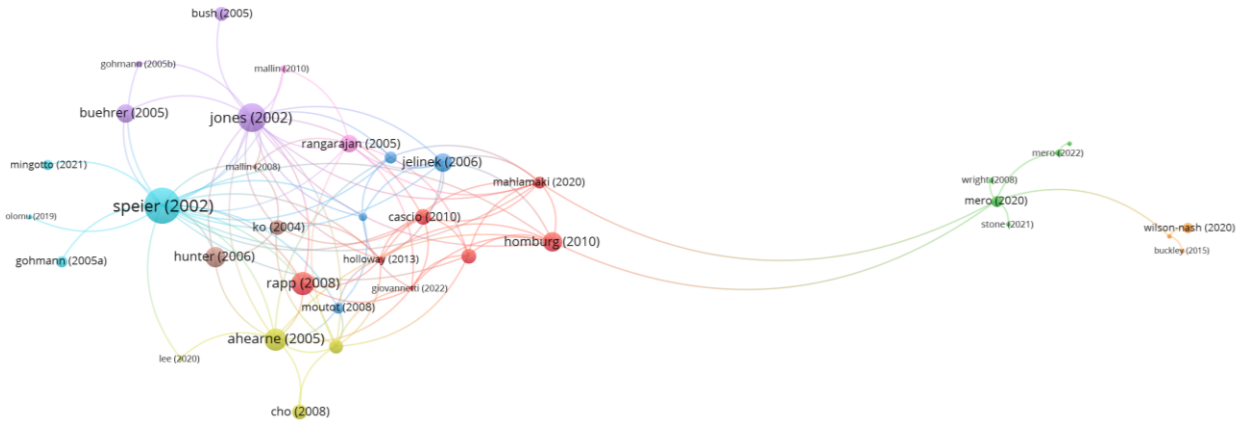 bush (2005)
gohmann (2005b)
mallin (2010)
buehrer (2005)
jones (2002)
rangarajan (2005)
jelinek (2006)
mero (2022)
mingotto (2021)
mallin (2008)
mahlamaki (2020)
wright (2008)
speier (2002)
mero (2020)
olomu (2019)
cascio (2010)
ko (2004)
stone (2021)
wilson-nash (2020)
homburg (2010)
buckley (2015)
gohmann (2005a)
hunter (2006)
holloway (2013)
rapp (2008)
giovannetti (2022)
moutot (2008)
ahearne (2005)
lee (2020)
cho (2008)